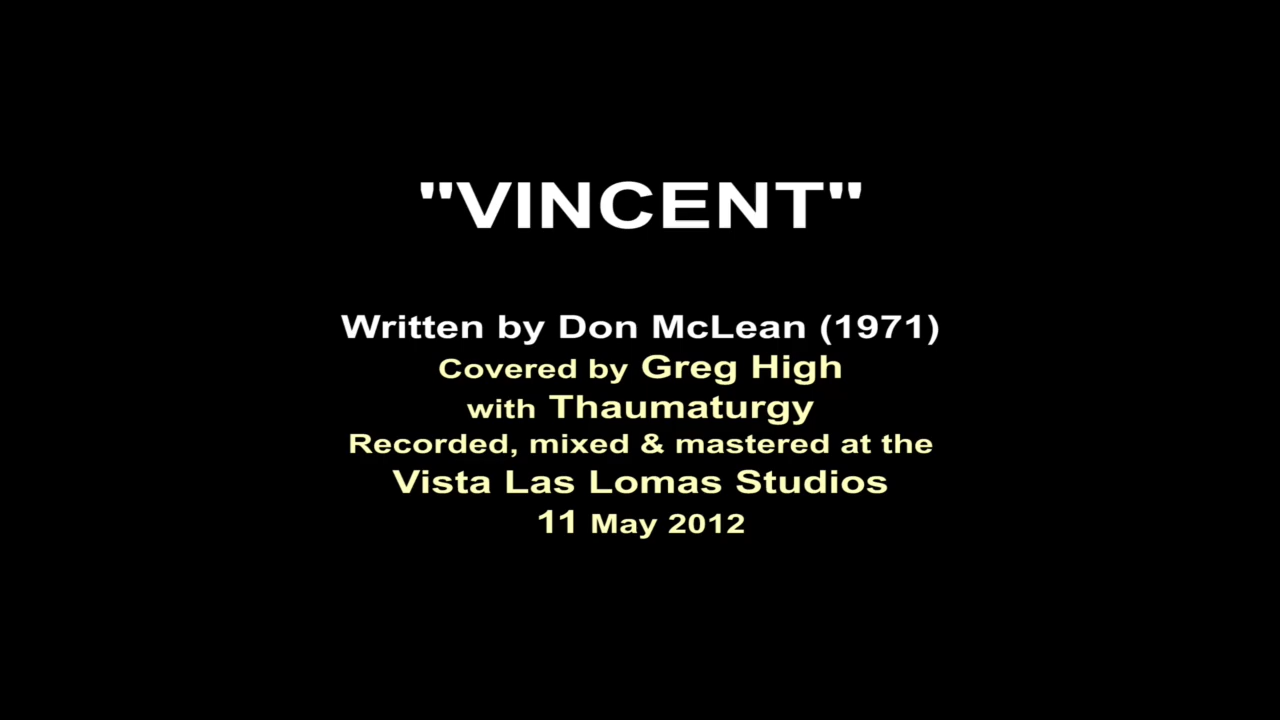 "VINCENT"
Written by Don McLean (1971)
Covered by Greg High
with Thaumaturgy
Recorded, mixed & mastered at the
Vista Las Lomas Studios
11 May 2012